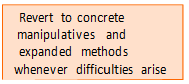 Revert to concrete
manipulatives and
expanded methods
whenever difficulties arise